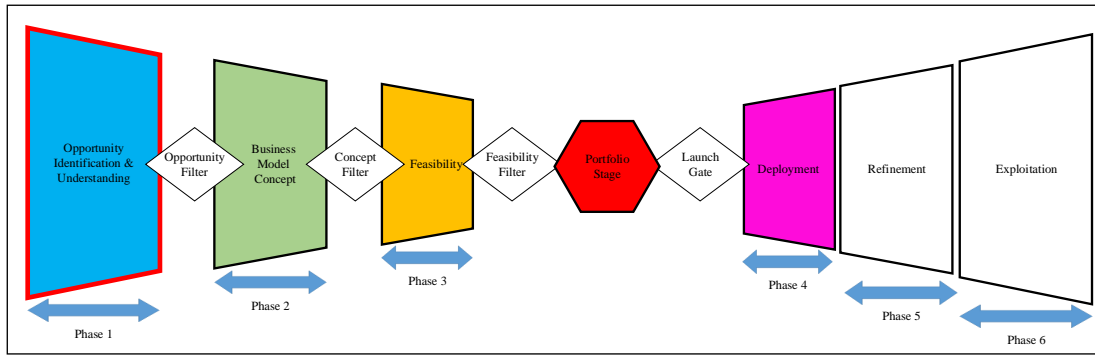 Opportunity
Identification &
Understanding
Opportunity
Filter
Business
Model
Concept
Concept
Filter
Feasibility
Feasibility
Filter
Portfolio
Stage
Launch
Gate
Deployment
Refinement
Exploitation
Phase 1
Phase 2
Phase 3
Phase 4
Phase 5
Phase 6